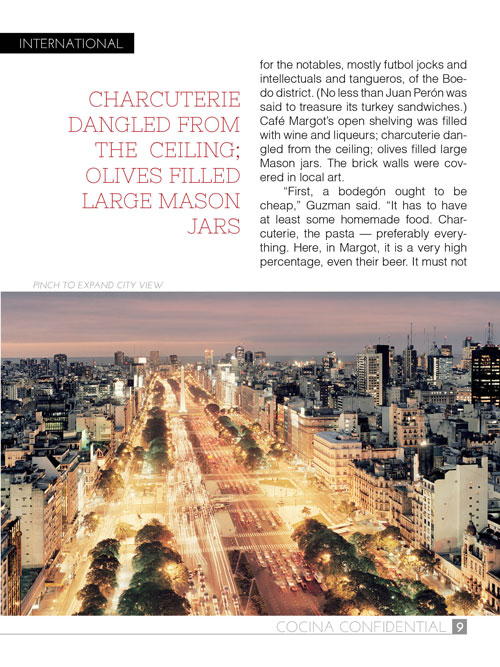 INTERNATIONAL
CHARCUTERIE
DANGLED FROM
THE CEILING;
OLIVES FILLED
LARGE MASON
JARS
for the notables, mostly futbol jocks and
intellectuals and tangueros, of the Boe-
do district. (No less than Juan Perón was
said to treasure its turkey sandwiches.)
Café Margot’s open shelving was filled
with wine and liqueurs; charcuterie dan-
gled from the ceiling; olives filled large
Mason jars. The brick walls were cov-
ered in local art.
“First, a bodegón ought to be
cheap,” Guzman said. “It has to have
at least some homemade food. Char-
cuterie, the pasta — preferably every-
thing. Here, in Margot, it is a very high
percentage, even their beer. It must not
PINCH TO EXPAND CITY VIEW
COCINA CONFIDENTIAL 9